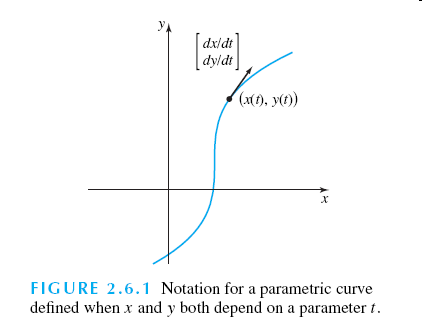 y
[dx/dt
dy/dt]
(x(t), y(t))
x
FIGURE 2.6.1 Notation for a parametric curve
defined when x and y both depend on a parameter t.